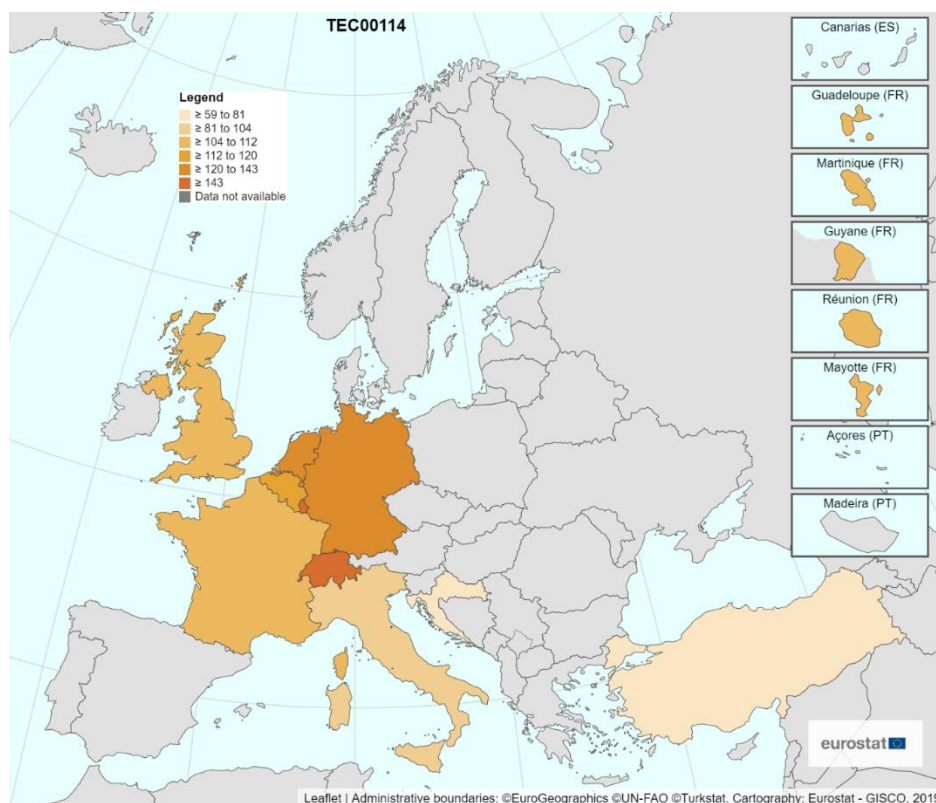 TEC00114
Legend
≥ 59 to 81
≥ 81 to 104
≥ 104 to 112
≥ 112 to 120
≥ 120 to 143
≥ 143
Data not available
Canarias (ES)
Guadeloupe (FR)
Martinique (FR)
Guyane (FR)
Réunion (FR)
Mayotte (FR)
Açores (PT)
Madeira (PT)
eurostat
Leaflet | Administrative boundaries: ©EuroGeographics ©UN-FAO ©Turkstat, Cartography: Eurostat - GISCO, 2019